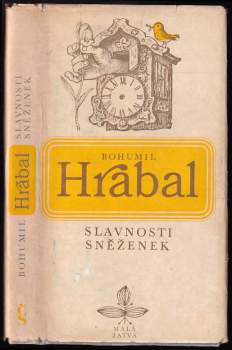 BOHUMIL
Hrabal
SLAVNOSTI
SNĚŽENEK
MALÁ
ŽATVA
BOHUMIL
Hrabal
SLAVNOSTI
SNĚŽENEK